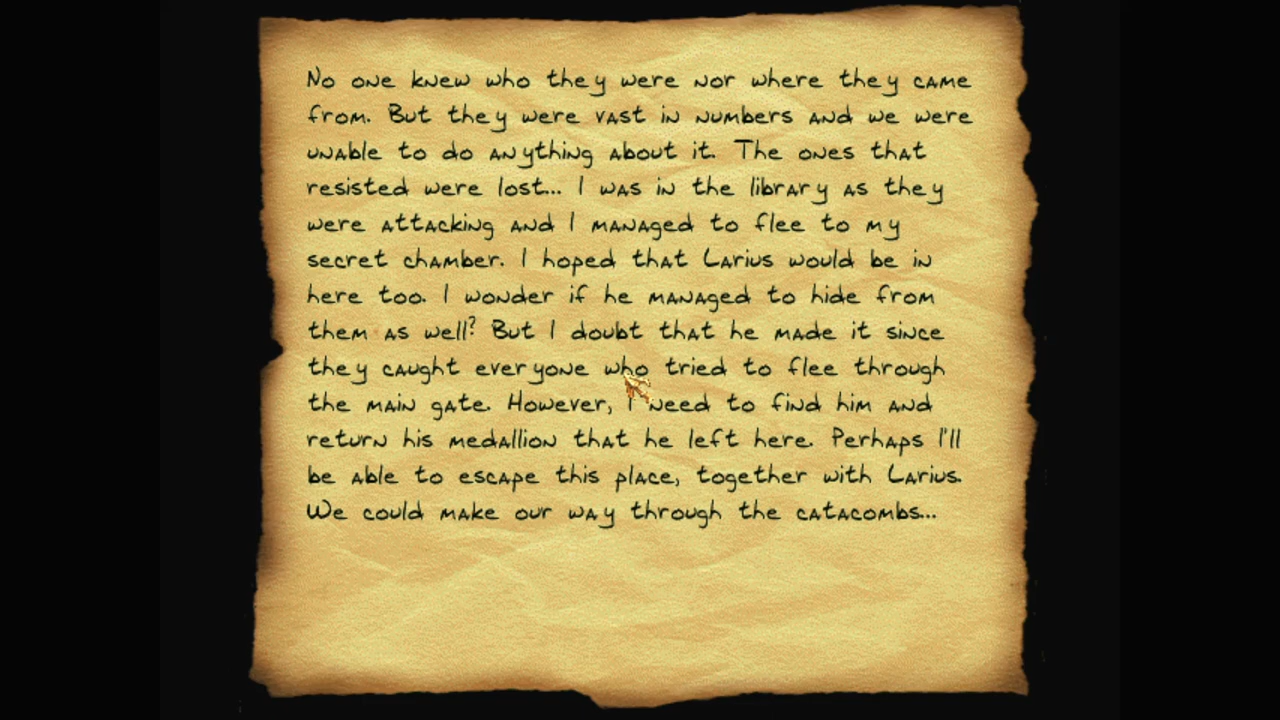 No one knew who they were nor where they came
from. But they were vast in numbers and we were
unable to do anything about it. The ones that
resisted were lost... I was in the library as they
were attacking and I managed to flee to my
secret chamber. I hoped that Larius would be in
here too. I wonder if he managed to hide from
them as well? But I doubt that he made it since
they caught everyone who tried to flee through
the main gate. However, I need to find him and
return his medallion that he left here. Perhaps I'll
be able to escape this place, together with Larius.
We could make our way through the catacombs...